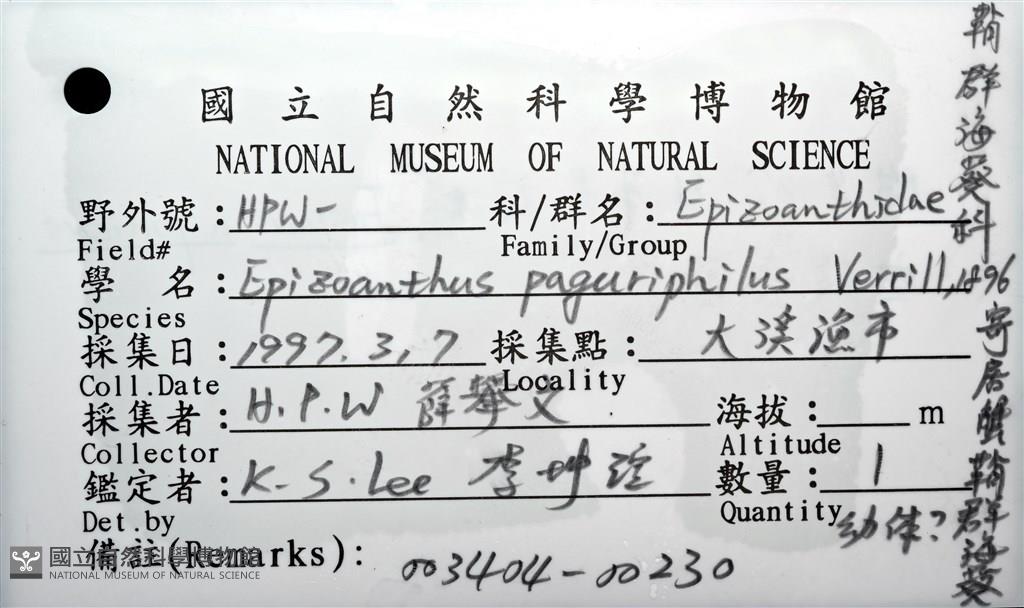 國立自然科學博物館
NATIONAL MUSEUM OF NATURAL SCIENCE
野外號：HPW- 科/群名：Epizoanthidae
Field# Family/Group
學 名：Epizoanthus paguriphilus Verrill, 1896
Species
採集日：1997.3,7 採集點：大溪漁市
Coll.Date Locality
採集者：H.P.W 薛攀文 海拔： m
Collector Altitude
鑑定者：K-S.Lee 李坤瑄 數量：1
Det.by Quantity 幼体?
備註(Remarks)： 003404-00230
鞘群海葵科
寄居蟹鞘群海葵
國立自然科學博物館
NATIONAL MUSEUM OF NATURAL SCIENCE